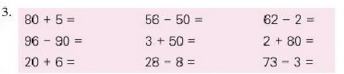 3.
80 + 5 = 56 − 50 = 62 − 2 =
96 − 90 = 3 + 50 = 2 + 80 =
20 + 6 = 28 − 8 = 73 − 3 =